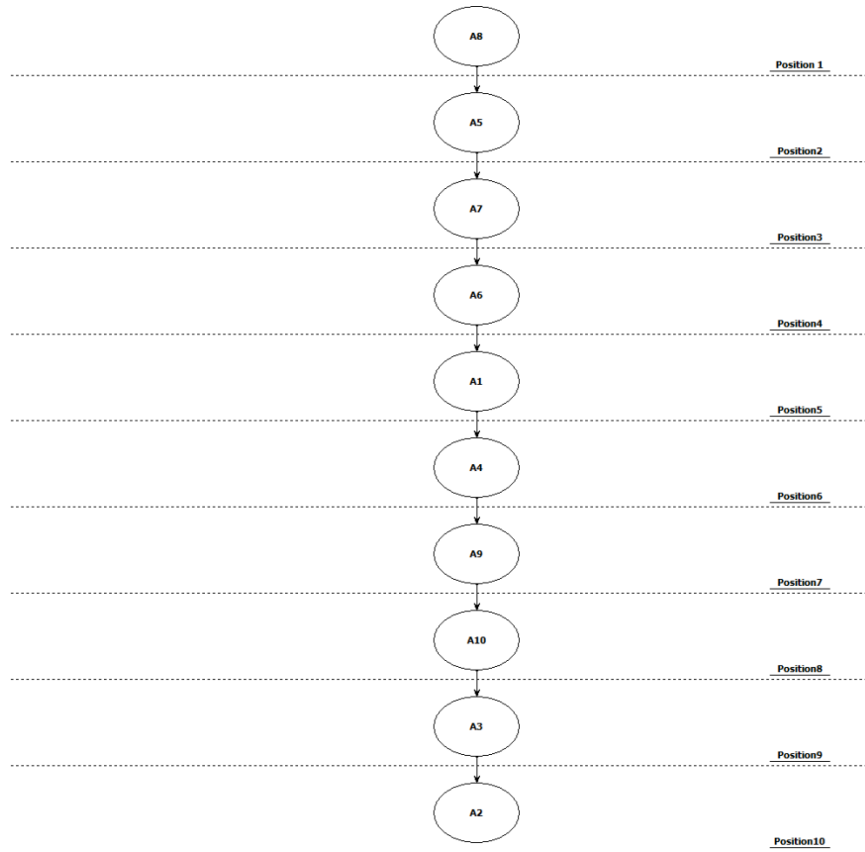 A8
Position 1
A5
Position2
A7
Position3
A6
Position4
A1
Position5
A4
Position6
A9
Position7
A10
Position8
A3
Position9
A2
Position10